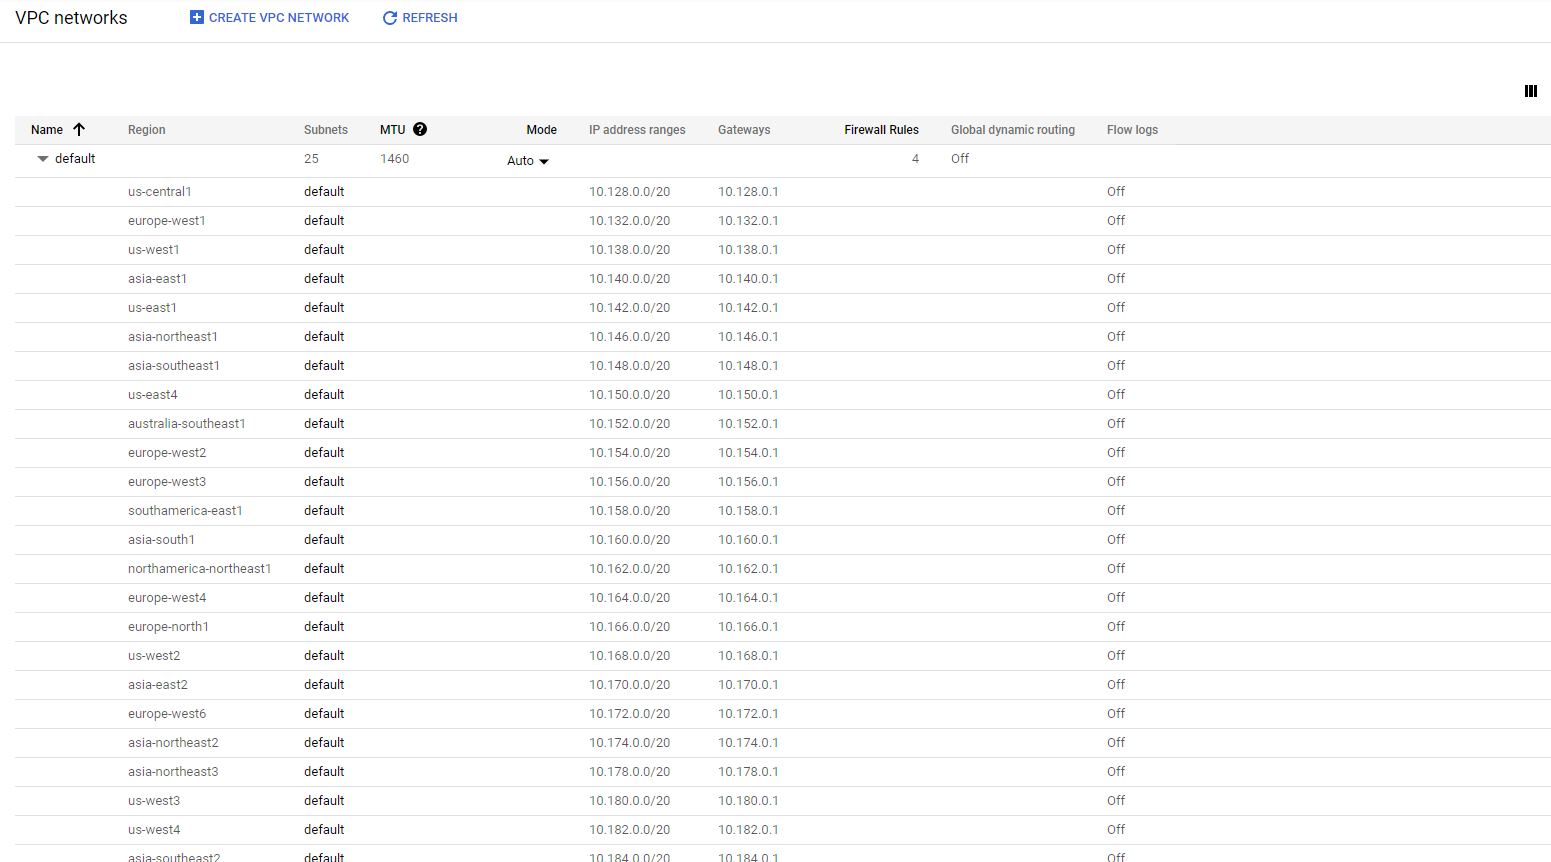 VPC networks CREATE VPC NETWORK REFRESH
Name Region Subnets MTU ? Mode IP address ranges Gateways Firewall Rules Global dynamic routing Flow logs
default 25 1460 Auto 4 Off
us-central1 default 10.128.0.0/20 10.128.0.1 Off
europe-west1 default 10.132.0.0/20 10.132.0.1 Off
us-west1 default 10.138.0.0/20 10.138.0.1 Off
asia-east1 default 10.140.0.0/20 10.140.0.1 Off
us-east1 default 10.142.0.0/20 10.142.0.1 Off
asia-northeast1 default 10.146.0.0/20 10.146.0.1 Off
asia-southeast1 default 10.148.0.0/20 10.148.0.1 Off
us-east4 default 10.150.0.0/20 10.150.0.1 Off
australia-southeast1 default 10.152.0.0/20 10.152.0.1 Off
europe-west2 default 10.154.0.0/20 10.154.0.1 Off
europe-west3 default 10.156.0.0/20 10.156.0.1 Off
southamerica-east1 default 10.158.0.0/20 10.158.0.1 Off
asia-south1 default 10.160.0.0/20 10.160.0.1 Off
northamerica-northeast1 default 10.162.0.0/20 10.162.0.1 Off
europe-west4 default 10.164.0.0/20 10.164.0.1 Off
europe-north1 default 10.166.0.0/20 10.166.0.1 Off
us-west2 default 10.168.0.0/20 10.168.0.1 Off
asia-east2 default 10.170.0.0/20 10.170.0.1 Off
europe-west6 default 10.172.0.0/20 10.172.0.1 Off
asia-northeast2 default 10.174.0.0/20 10.174.0.1 Off
asia-northeast3 default 10.178.0.0/20 10.178.0.1 Off
us-west3 default 10.180.0.0/20 10.180.0.1 Off
us-west4 default 10.182.0.0/20 10.182.0.1 Off
asia-southeast2 default 10.184.0.0/20 10.184.0.1 Off